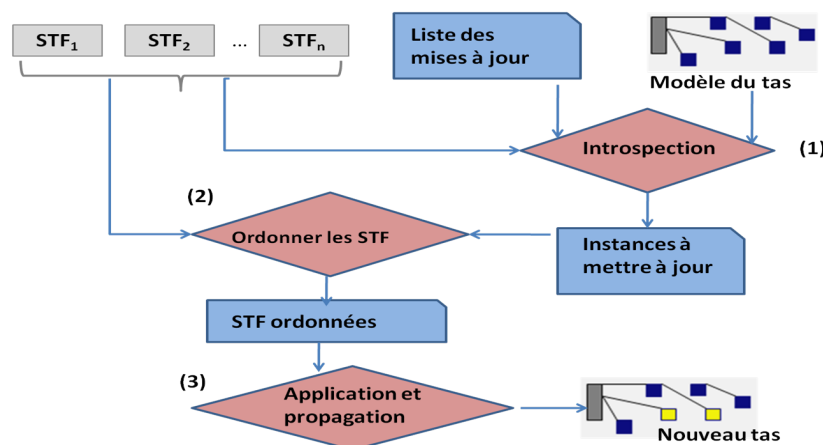 STF1 STF2 ... STFn
Liste des
mises à jour
Modèle du tas
Introspection
(1)
(2)
Ordonner les STF
Instances à
mettre à jour
STF ordonnées
(3)
Application et
propagation
Nouveau tas